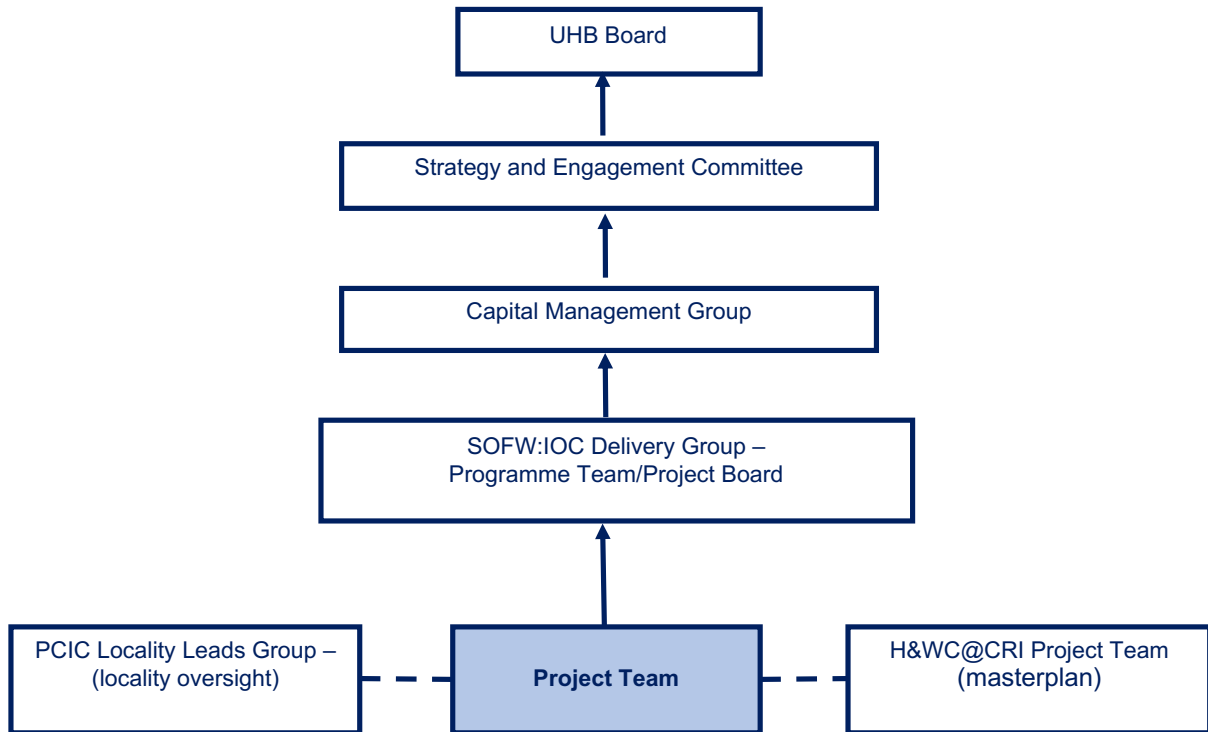 UHB Board
Strategy and Engagement Committee
Capital Management Group
SOFW:IOC Delivery Group –
Programme Team/Project Board
PCIC Locality Leads Group –
(locality oversight)
Project Team
H&WC@CRI Project Team
(masterplan)